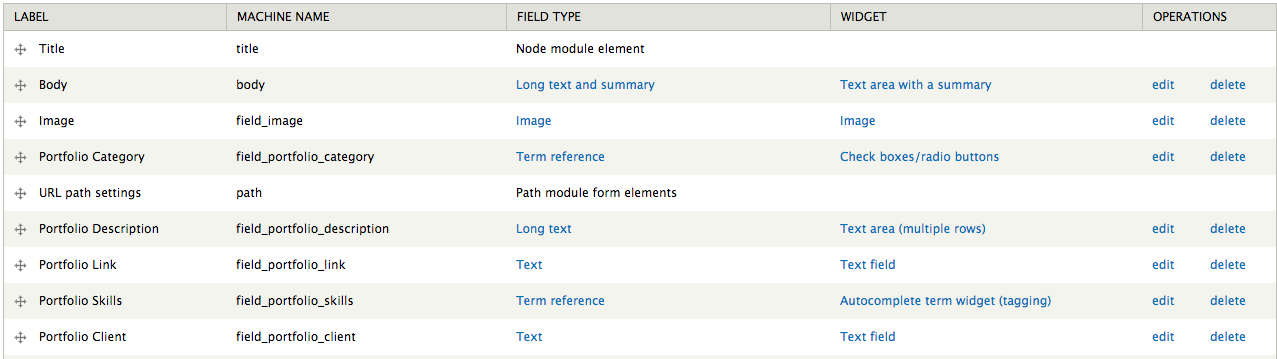 LABEL MACHINE NAME FIELD TYPE WIDGET OPERATIONS
Title title Node module element
Body body Long text and summary Text area with a summary edit delete
Image field_image Image Image edit delete
Portfolio Category field_portfolio_category Term reference Check boxes/radio buttons edit delete
URL path settings path Path module form elements
Portfolio Description field_portfolio_description Long text Text area (multiple rows) edit delete
Portfolio Link field_portfolio_link Text Text field edit delete
Portfolio Skills field_portfolio_skills Term reference Autocomplete term widget (tagging) edit delete
Portfolio Client field_portfolio_client Text Text field edit delete